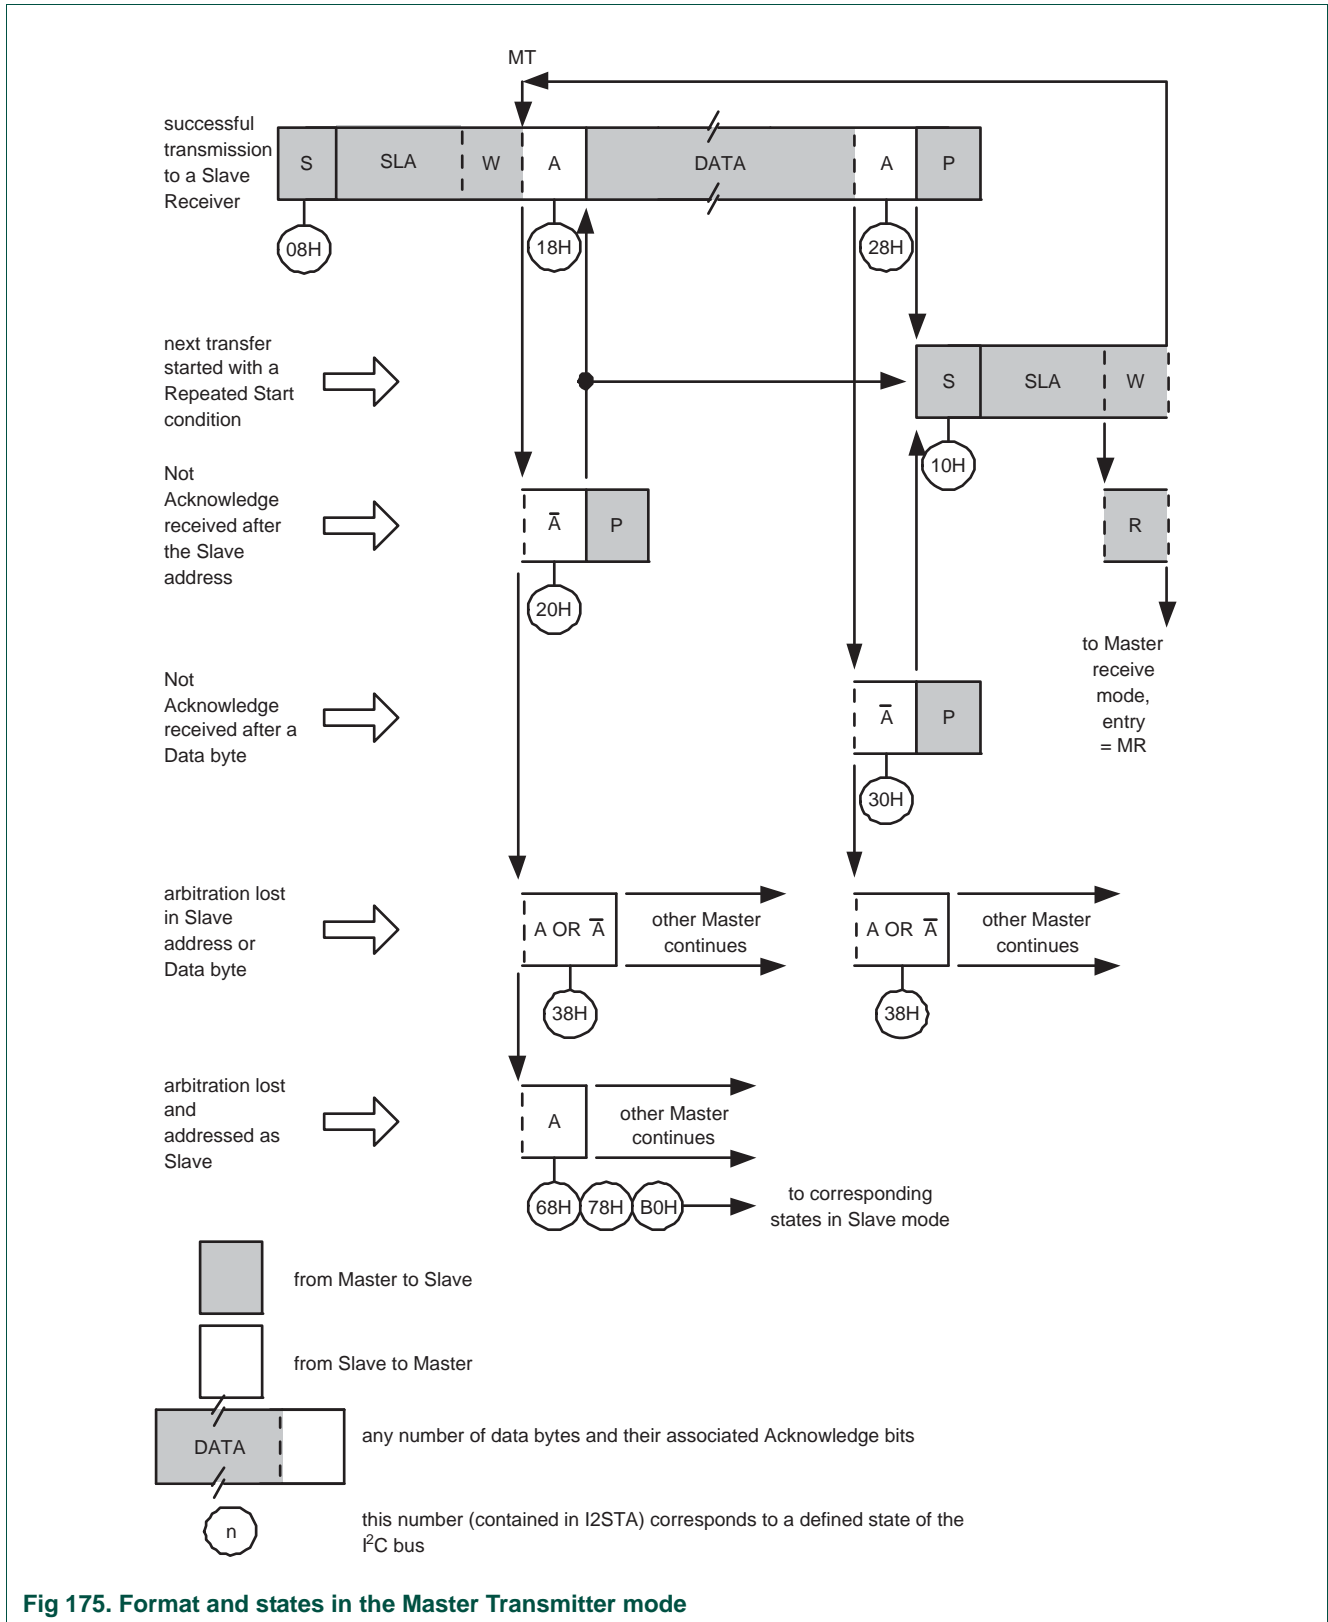 MT
successful
transmission
to a Slave
Receiver
S
SLA
W
A
DATA
A
P
08H
18H
28H
next transfer
started with a
Repeated Start
condition
S
SLA
W
10H
Not
Acknowledge
received after
the Slave
address
Ā
P
R
20H
to Master
receive
mode,
entry
= MR
Not
Acknowledge
received after a
Data byte
Ā
P
30H
arbitration lost
in Slave
address or
Data byte
A OR Ā
other Master
continues
A OR Ā
other Master
continues
38H
38H
arbitration lost
and
addressed as
Slave
A
other Master
continues
68H
78H
B0H
to corresponding
states in Slave mode
from Master to Slave
from Slave to Master
DATA
any number of data bytes and their associated Acknowledge bits
n
this number (contained in I2STA) corresponds to a defined state of the
I²C bus
Fig 175. Format and states in the Master Transmitter mode